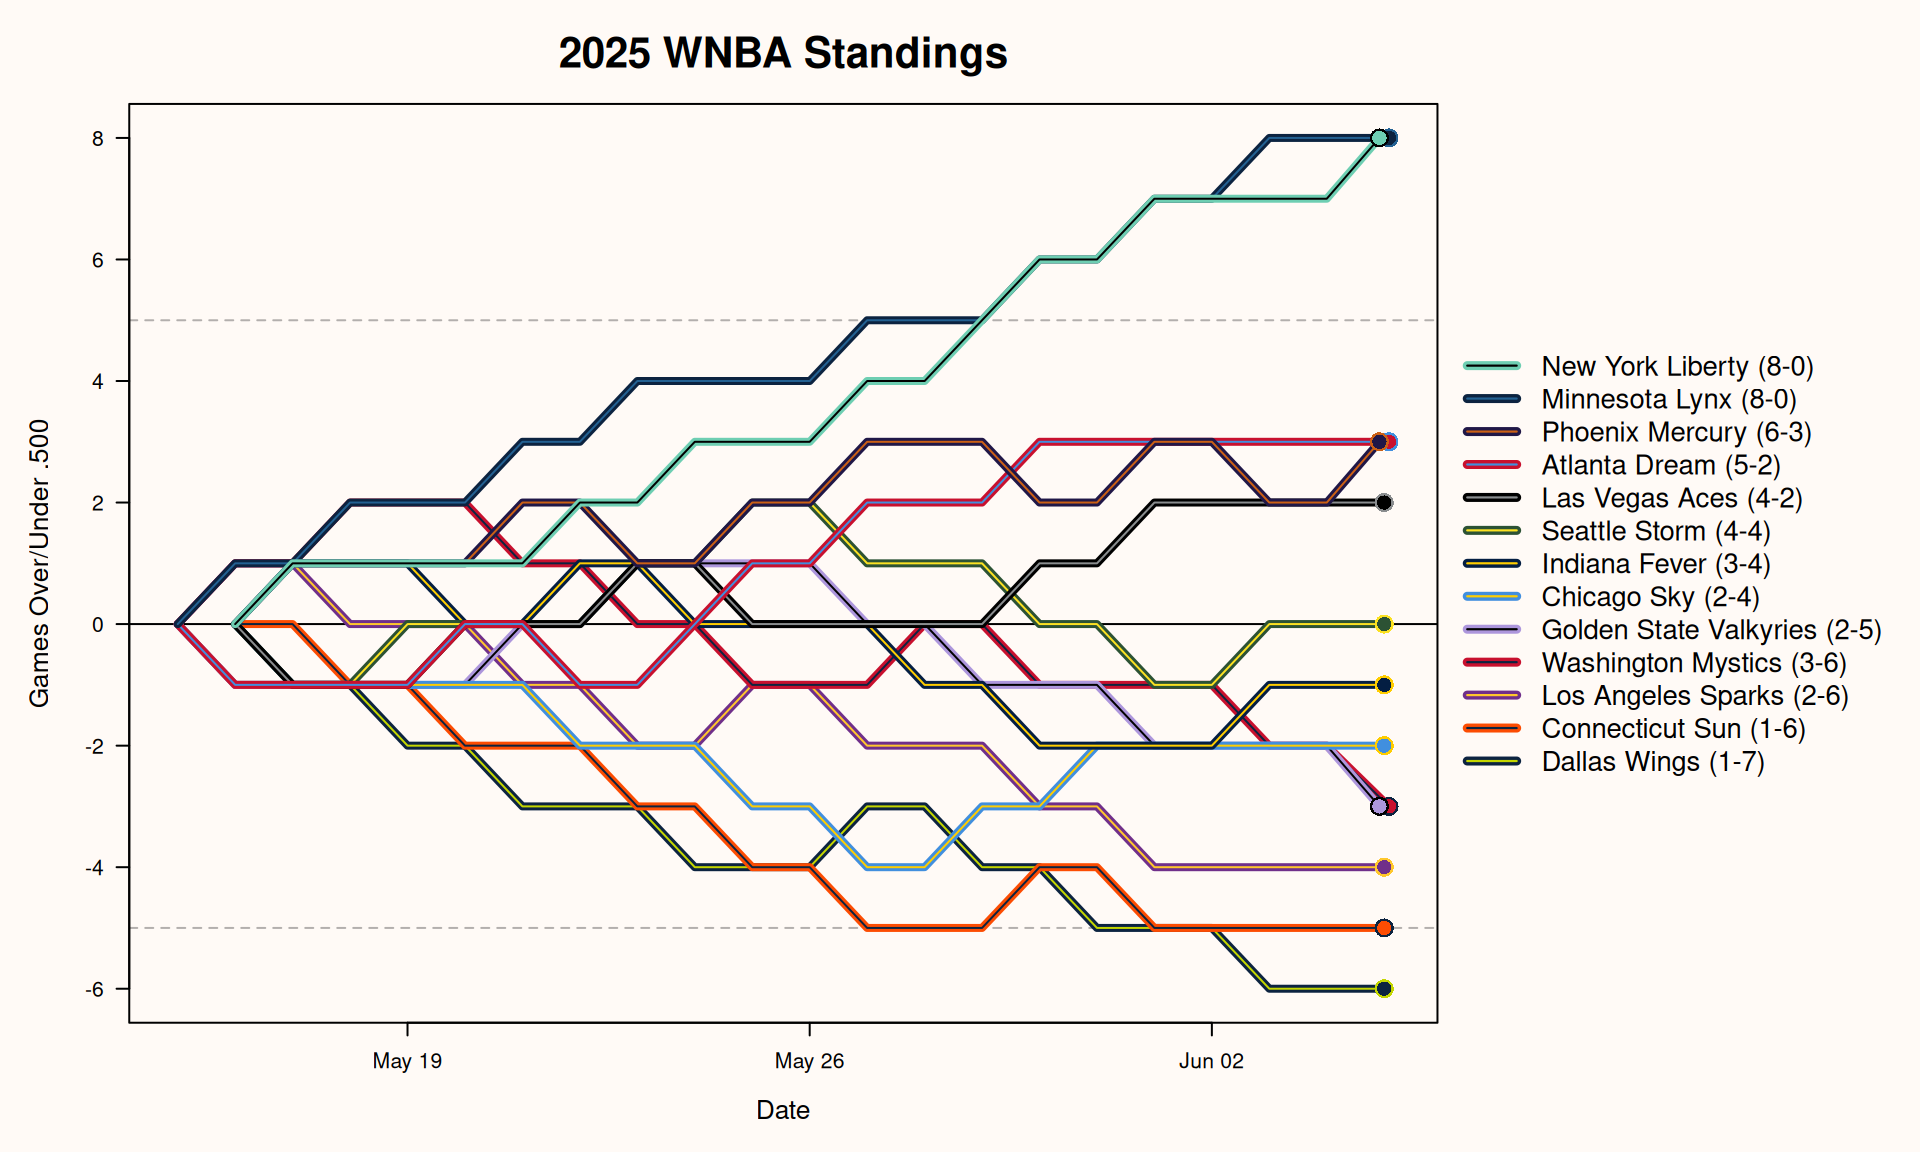 2025 WNBA Standings
Games Over/Under .500
8
6
4
2
0
-2
-4
-6
May 19
May 26
Jun 02
Date
New York Liberty (8-0)
Minnesota Lynx (8-0)
Phoenix Mercury (6-3)
Atlanta Dream (5-2)
Las Vegas Aces (4-2)
Seattle Storm (4-4)
Indiana Fever (3-4)
Chicago Sky (2-4)
Golden State Valkyries (2-5)
Washington Mystics (3-6)
Los Angeles Sparks (2-6)
Connecticut Sun (1-6)
Dallas Wings (1-7)